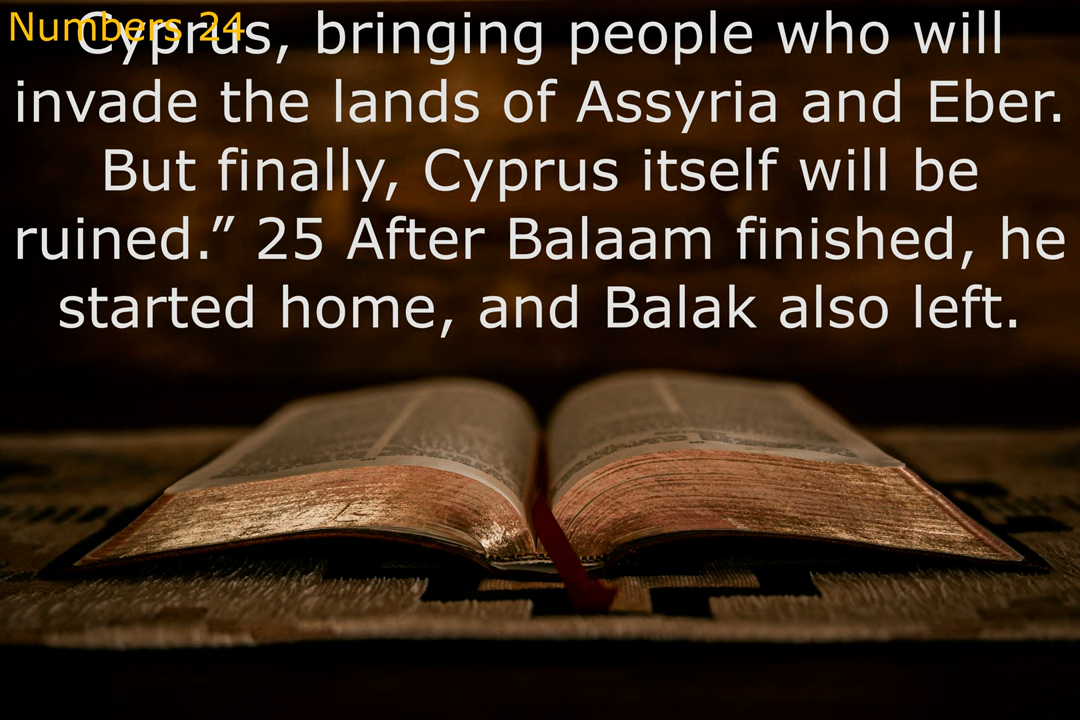 Numbers 24
Cyprus, bringing people who will
invade the lands of Assyria and Eber.
But finally, Cyprus itself will be
ruined.” 25 After Balaam finished, he
started home, and Balak also left.